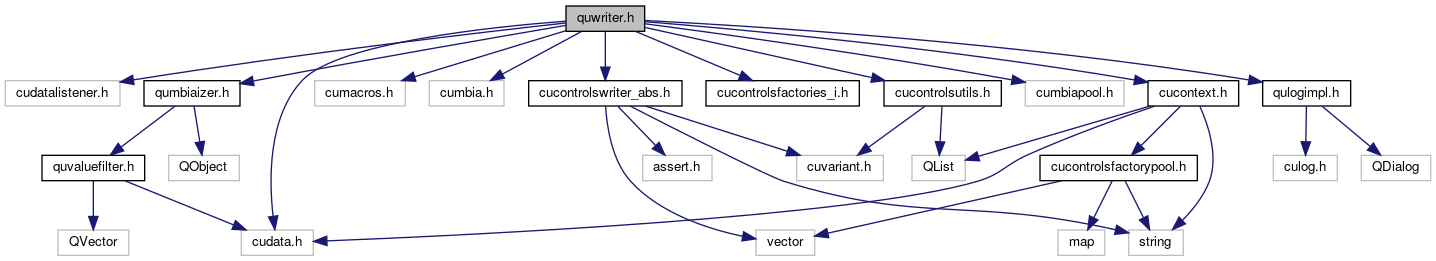 quwriter.h
cudatalistener.h
qumbiaizer.h
cumacros.h
cumbia.h
cucontrolswriter_abs.h
cucontrolsfactories_i.h
cucontrolsutils.h
cumbiapool.h
cucontext.h
qulogimpl.h
quvaluefilter.h
QObject
assert.h
cuvariant.h
QList
cucontrolsfactorypool.h
culog.h
QDialog
QVector
cudata.h
vector
map
string